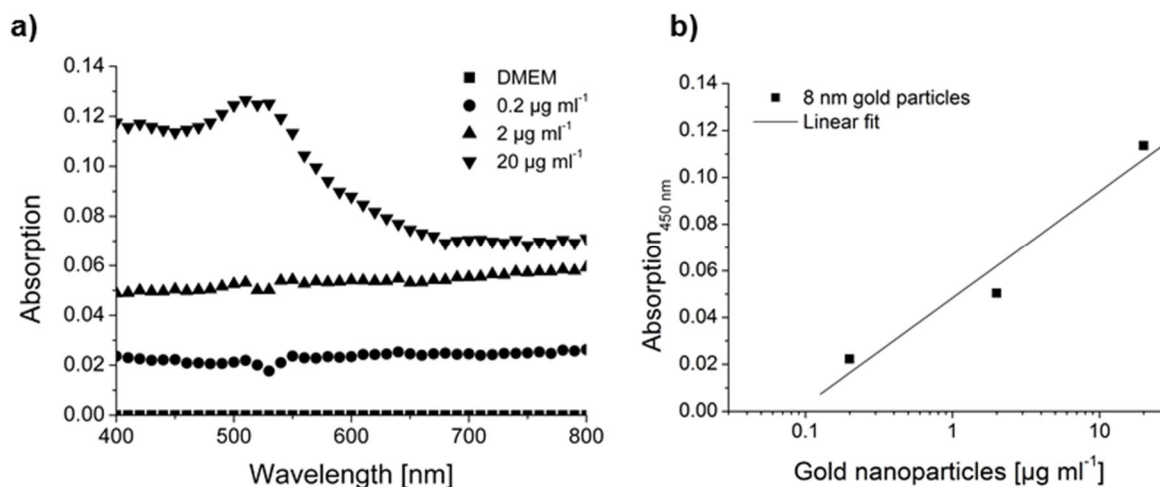 a)
0.14
0.12
0.10
0.08
0.06
0.04
0.02
0.00
Absorption
400
500
600
700
800
Wavelength [nm]
DMEM
0.2 µg ml⁻¹
2 µg ml⁻¹
20 µg ml⁻¹
b)
0.14
0.12
0.10
0.08
0.06
0.04
0.02
0.00
Absorption₄₅₀ ₙₘ
0.1
1
10
Gold nanoparticles [µg ml⁻¹]
8 nm gold particles
Linear fit